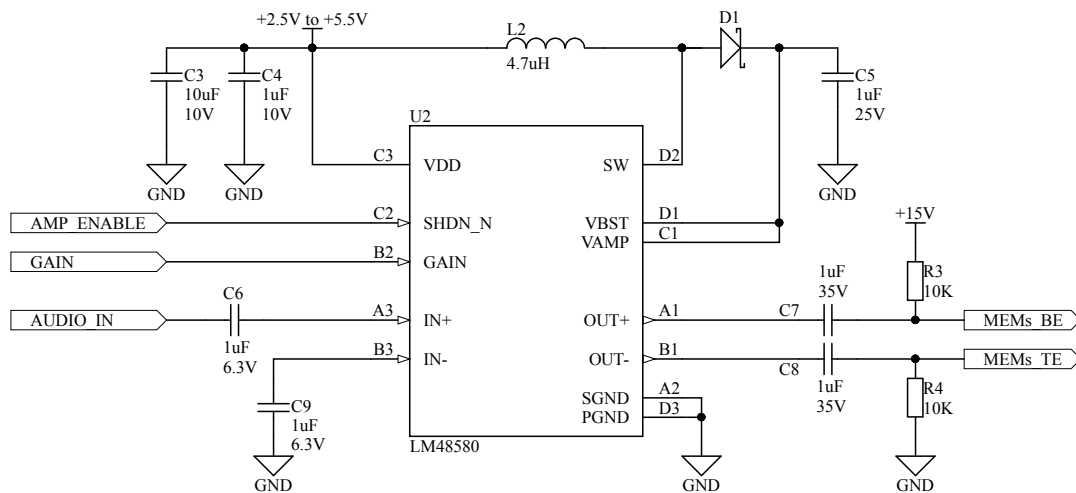 +2.5V to +5.5V
L2
4.7uH
D1
C3
10uF
10V
C4
1uF
10V
C5
1uF
25V
GND
GND
GND
U2
C3
VDD
SW
D2
AMP_ENABLE
C2
SHDN_N
VBST
D1
VAMP
C1
GAIN
B2
GAIN
+15V
R3
10K
AUDIO_IN
C6
1uF
6.3V
A3
IN+
OUT+
A1
C7
1uF
35V
MEMs_BE
B3
IN-
OUT-
B1
C8
1uF
35V
MEMs_TE
C9
1uF
6.3V
SGND
A2
PGND
D3
R4
10K
LM48580
GND
GND
GND